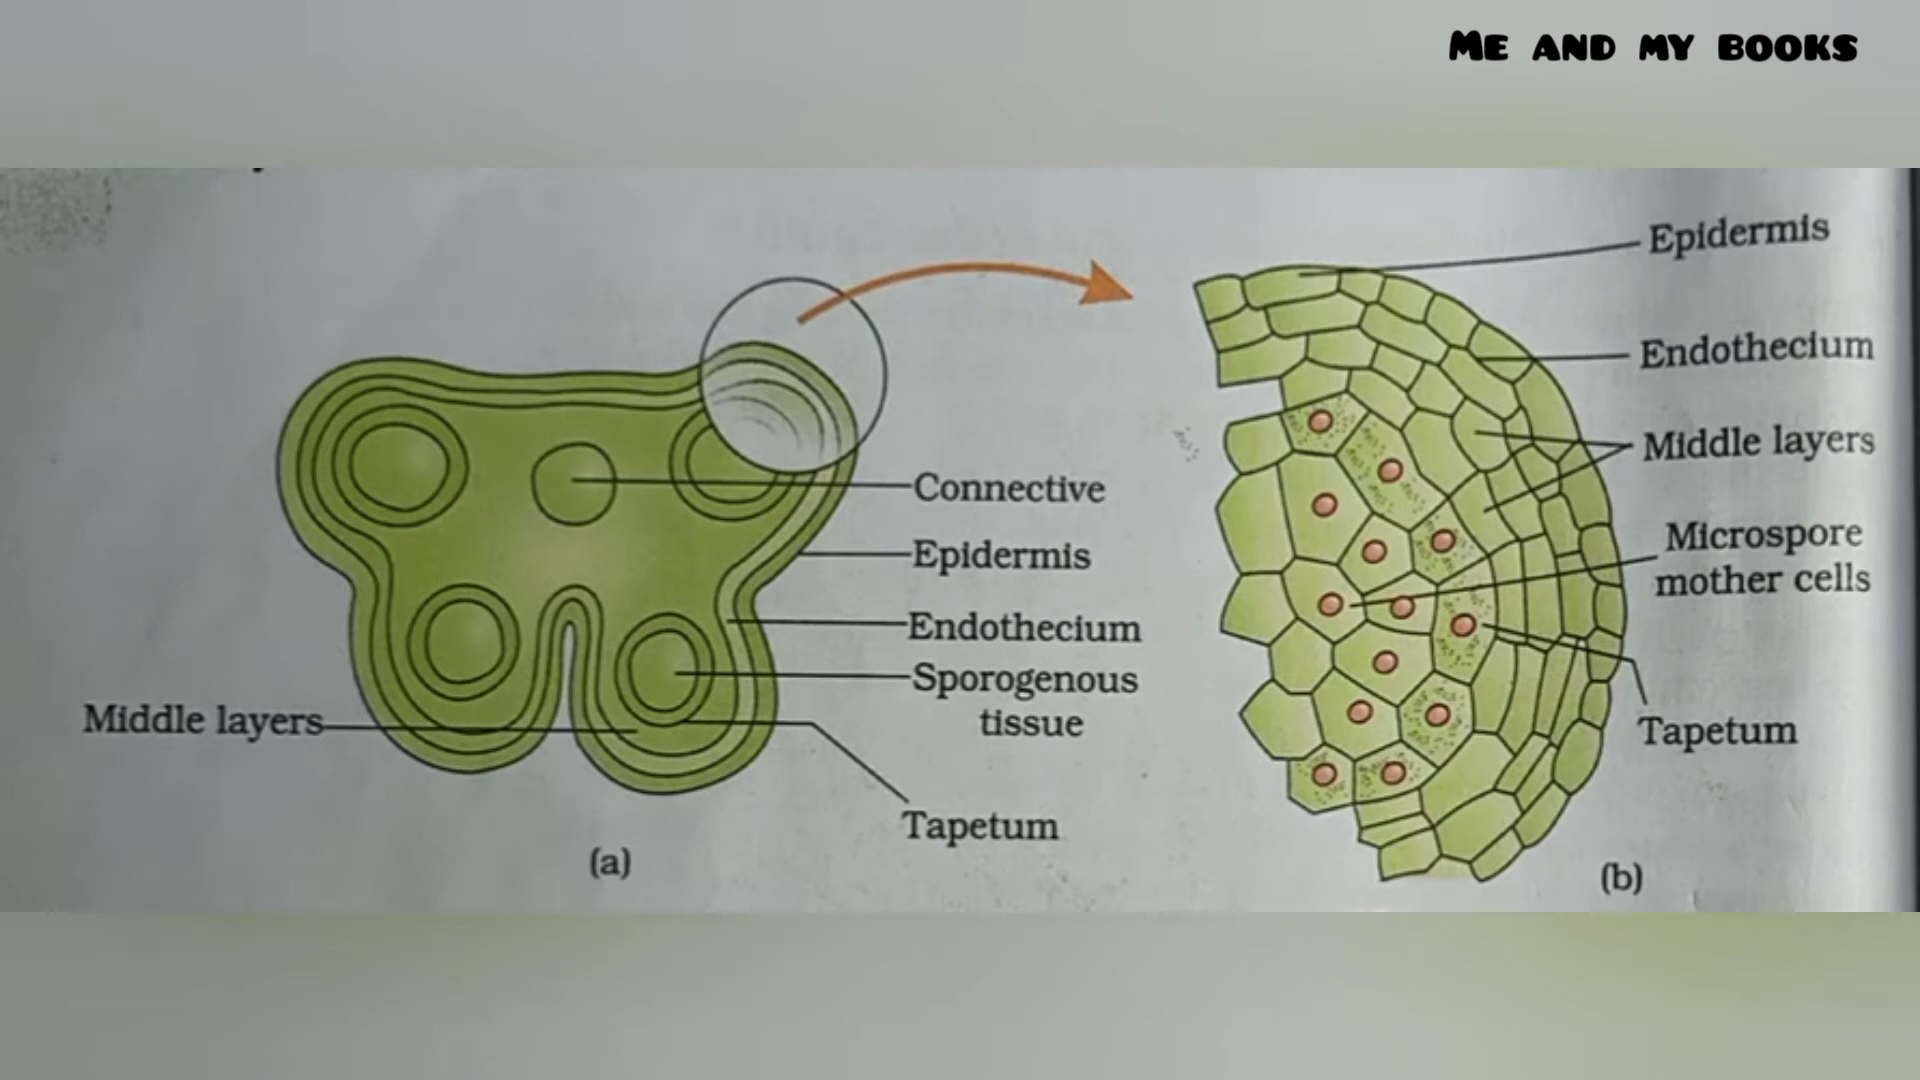 ME AND MY BOOKS
Connective
Epidermis
Endothecium
Sporogenous
tissue
Middle layers
Tapetum
(a)
Epidermis
Endothecium
Middle layers
Microspore
mother cells
Tapetum
(b)